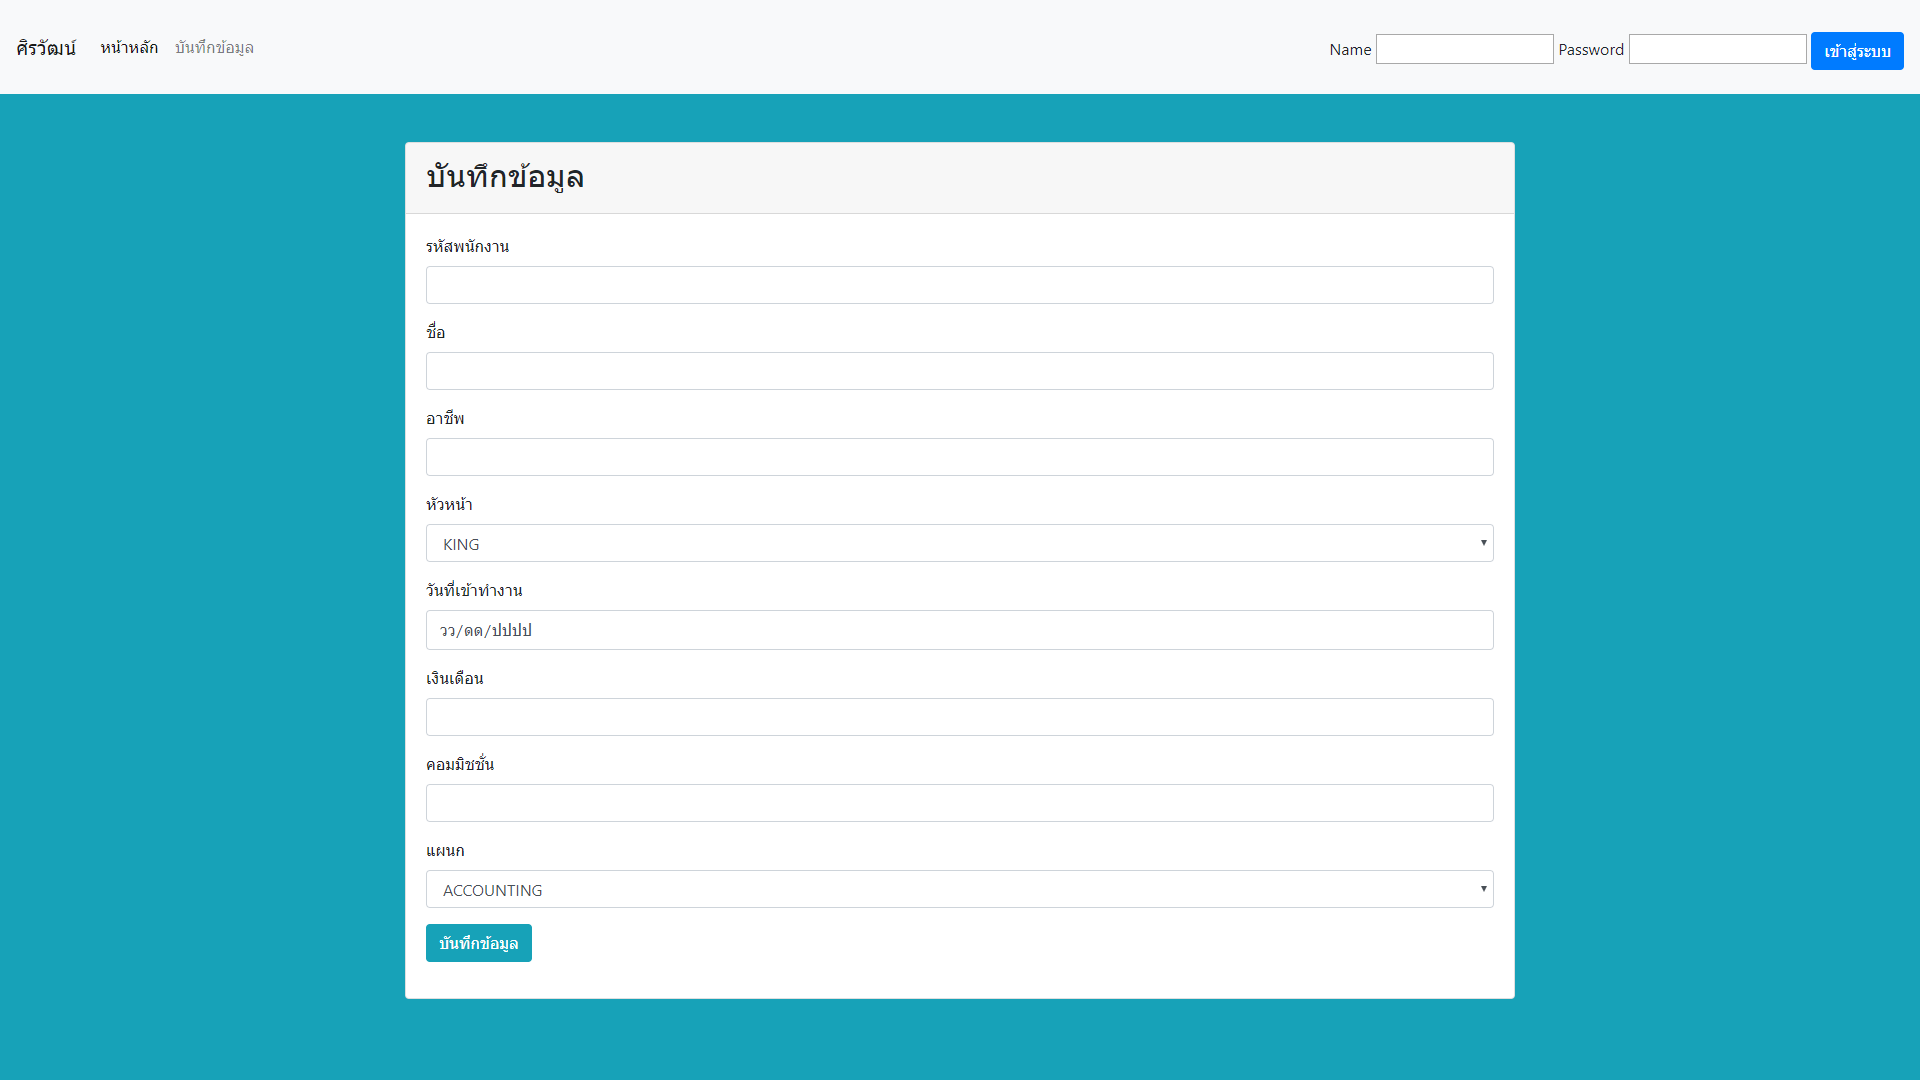 ศิรวัฒน์ หน้าหลัก บันทึกข้อมูล Name Password เข้าสู่ระบบ
บันทึกข้อมูล
รหัสพนักงาน
ชื่อ
อาชีพ
หัวหน้า
KING
วันที่เข้าทำงาน
วว/ดด/ปปปป
เงินเดือน
คอมมิชชั่น
แผนก
ACCOUNTING
บันทึกข้อมูล